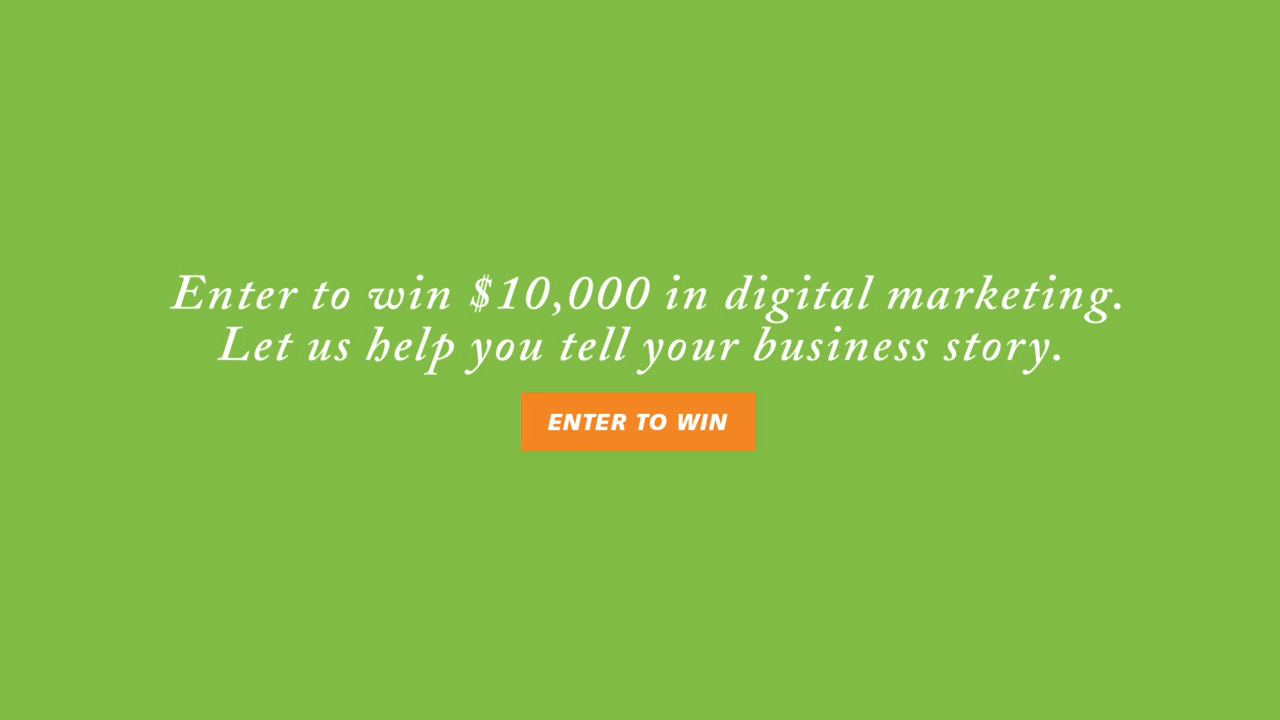 Enter to win $10,000 in digital marketing.
Let us help you tell your business story.
ENTER TO WIN